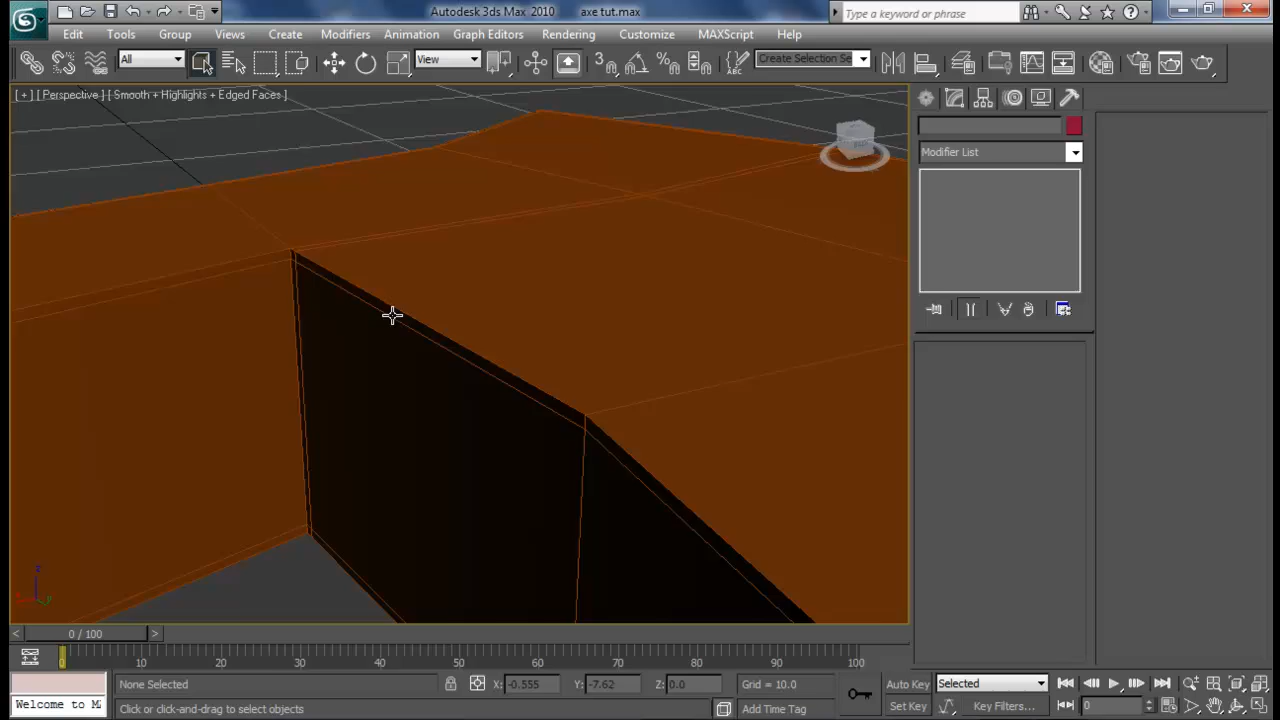 Autodesk 3ds Max 2010 axe tut.max
Type a keyword or phrase
Edit Tools Group Views Create Modifiers Animation Graph Editors Rendering Customize MAXScript Help
All View Create Selection Se
[ + ] [ Perspective ] [ Smooth + Highlights + Edged Faces ]
Modifier List
z
x y
< 0 / 100 >
0 10 20 30 40 50 60 70 80 90 100
None Selected X: -0.555 Y: -7.62 Z: 0.0 Grid = 10.0 Auto Key Selected
Welcome to MA Click or click-and-drag to select objects Add Time Tag Set Key Key Filters... 0